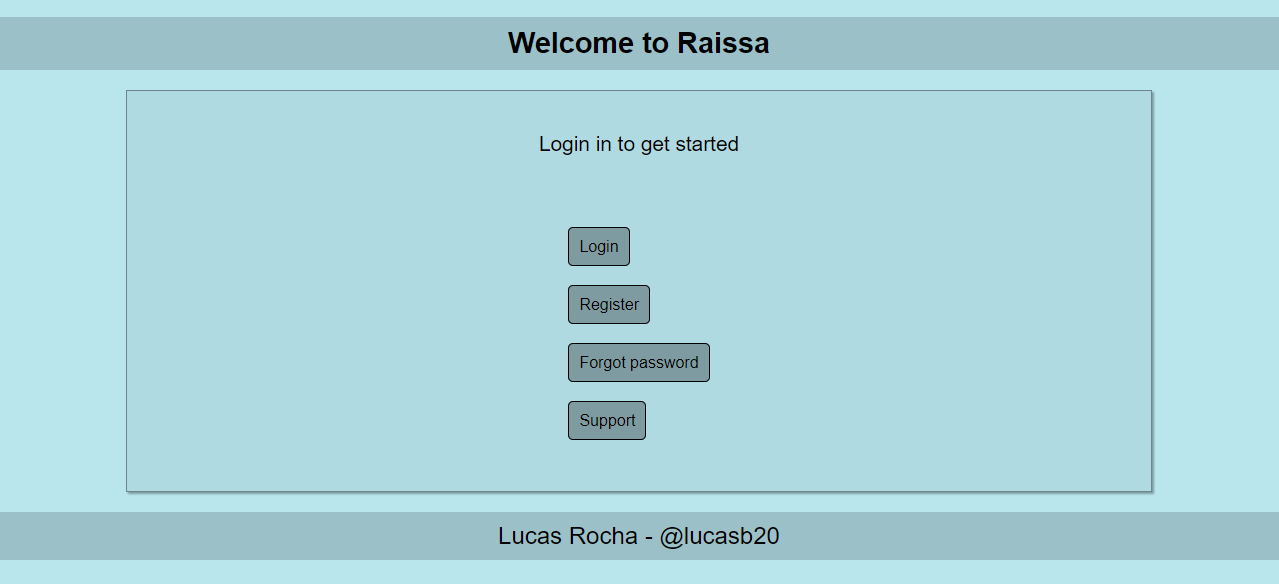 Welcome to Raissa
Login in to get started
Login
Register
Forgot password
Support
Lucas Rocha - @lucasb20